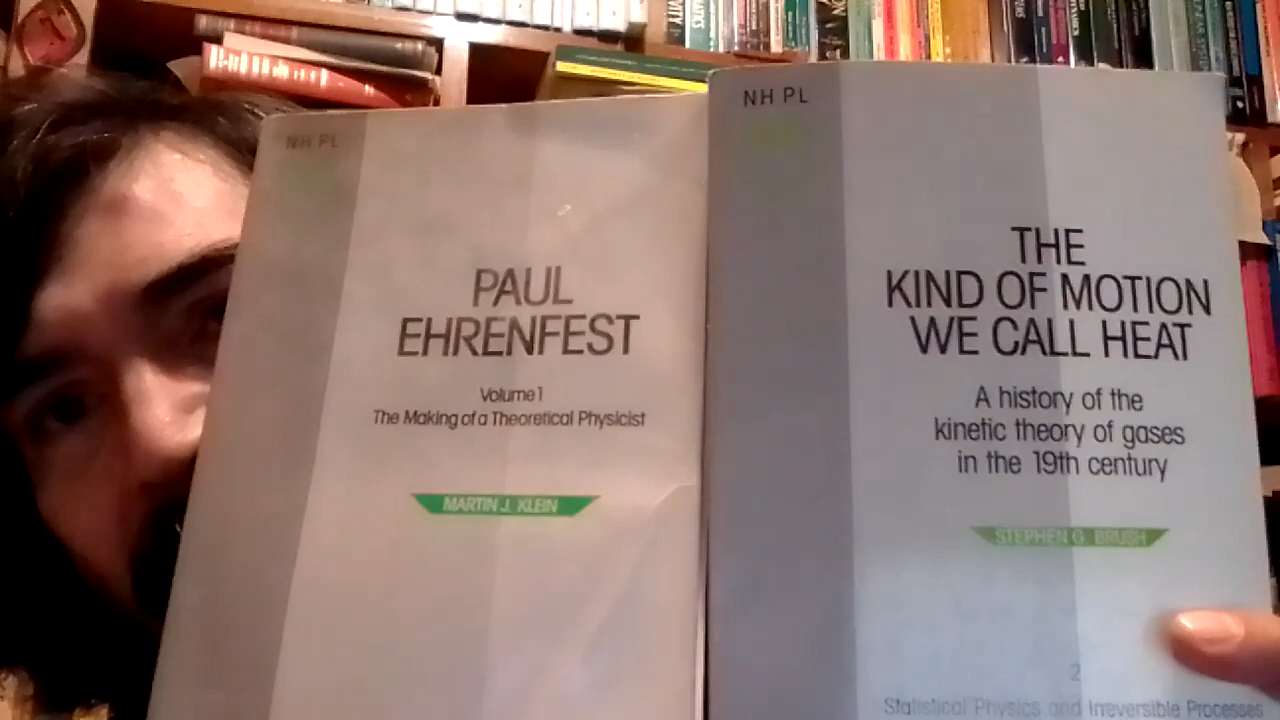 NH PL
PAUL
EHRENFEST
Volume 1
The Making of a Theoretical Physicist
MARTIN J. KLEIN
NH PL
THE
KIND OF MOTION
WE CALL HEAT
A history of the
kinetic theory of gases
in the 19th century
STEPHEN G. BRUSH
2
Statistical Physics and Irreversible Processes